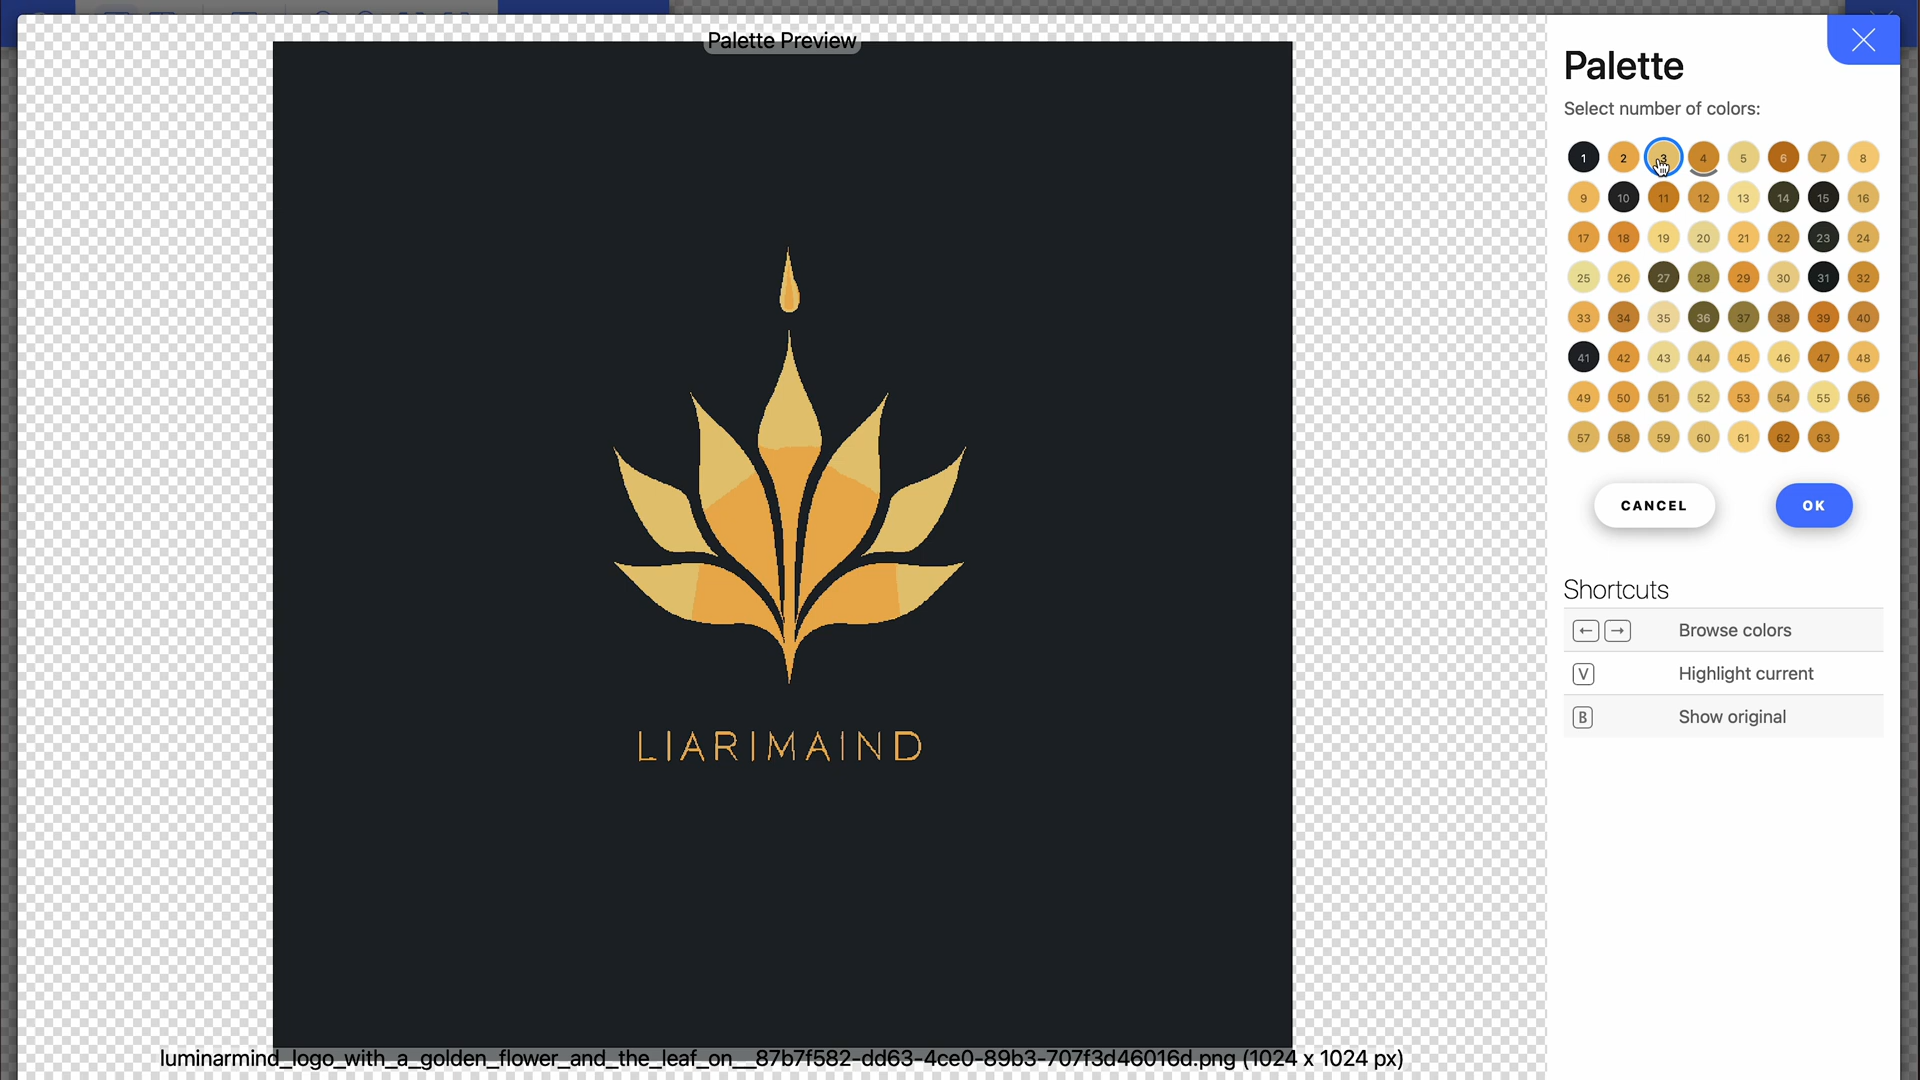 Palette Preview
Palette
Select number of colors:
1 2 3 4 5 6 7 8
9 10 11 12 13 14 15 16
17 18 19 20 21 22 23 24
25 26 27 28 29 30 31 32
33 34 35 36 37 38 39 40
41 42 43 44 45 46 47 48
49 50 51 52 53 54 55 56
57 58 59 60 61 62 63
CANCEL OK
Shortcuts
← → Browse colors
V Highlight current
B Show original
LIARIMAIND
luminarmind_logo_with_a_golden_flower_and_the_leaf_on__87b7f582-dd63-4ce0-89b3-707f3d46016d.png (1024 x 1024 px)